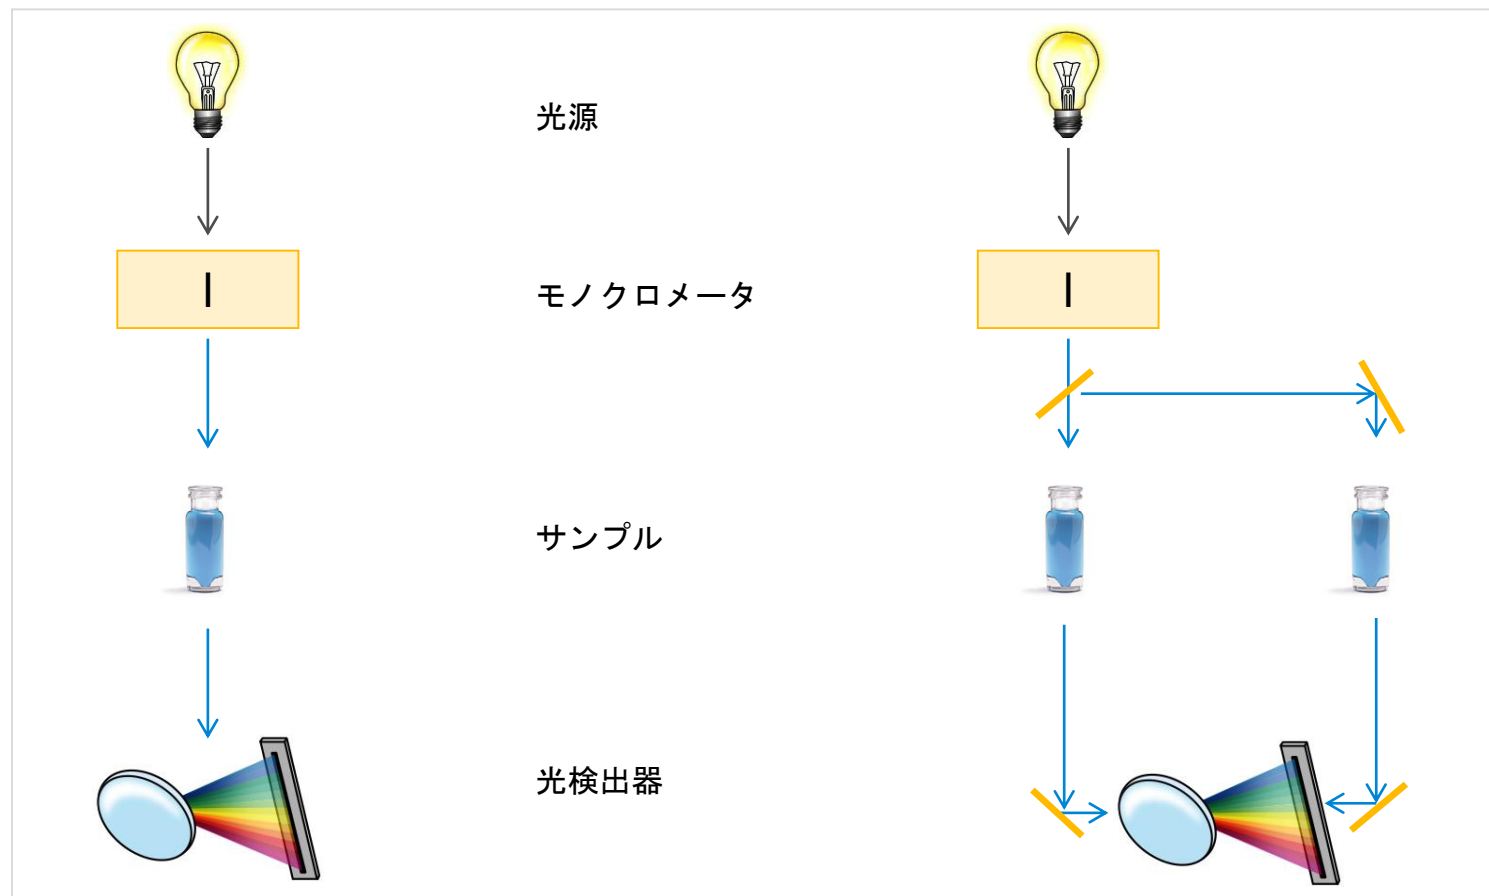 光源
モノクロメータ
サンプル
光検出器